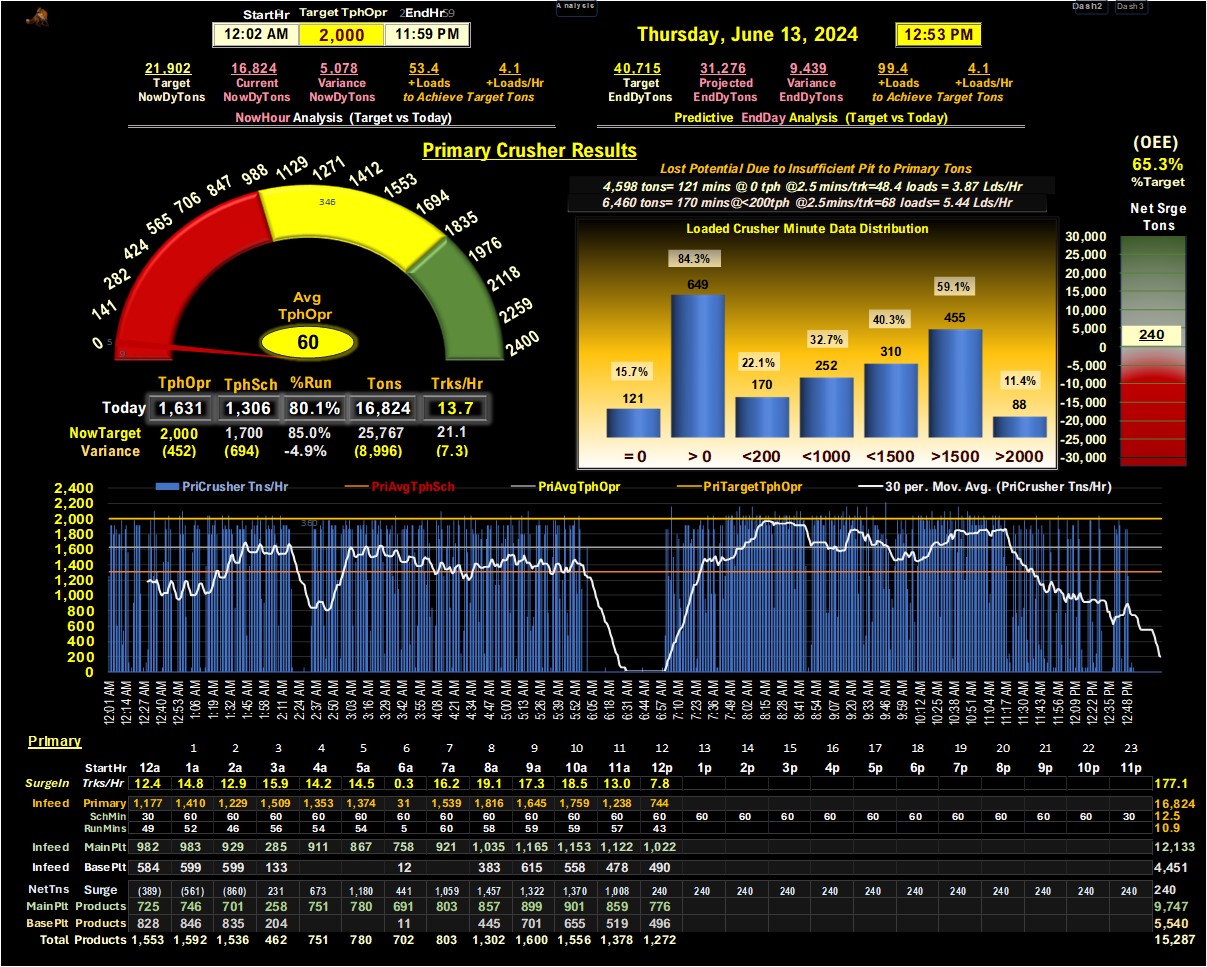 Analysis
Dash2 Dash3
StartHr Target TphOpr EndHr
12:02 AM 2,000 11:59 PM
Thursday, June 13, 2024 12:53 PM
21,902 16,824 5,078 53.4 4.1
Target Current Variance +Loads +Loads/Hr
NowDyTons NowDyTons NowDyTons to Achieve Target Tons
NowHour Analysis (Target vs Today)
40,715 31,276 9,439 99.4 4.1
Target Projected Variance +Loads +Loads/Hr
EndDyTons EndDyTons EndDyTons to Achieve Target Tons
Predictive EndDay Analysis (Target vs Today)
Primary Crusher Results
0 141 282 424 565 706 847 988 1129 1271 1412 1553 1694 1835 1976 2118 2259 2400
346
5
9
Avg
TphOpr
60
TphOpr TphSch %Run Tons Trks/Hr
Today 1,631 1,306 80.1% 16,824 13.7
NowTarget 2,000 1,700 85.0% 25,767 21.1
Variance (452) (694) -4.9% (8,996) (7.3)
Lost Potential Due to Insufficient Pit to Primary Tons
4,598 tons= 121 mins @ 0 tph @2.5 mins/trk=48.4 loads = 3.87 Lds/Hr
6,460 tons= 170 mins@<200tph @2.5mins/trk=68 loads= 5.44 Lds/Hr
Loaded Crusher Minute Data Distribution
15.7% 84.3% 22.1% 32.7% 40.3% 59.1% 11.4%
121 649 170 252 310 455 88
= 0 > 0 <200 <1000 <1500 >1500 >2000
(OEE)
65.3%
%Target
Net Srge
Tons
30,000
25,000
20,000
15,000
10,000
5,000
240
0
-5,000
-10,000
-15,000
-20,000
-25,000
-30,000
PriCrusher Tns/Hr PriAvgTphSch PriAvgTphOpr PriTargetTphOpr 30 per. Mov. Avg. (PriCrusher Tns/Hr)
2,400
2,200
2,000
1,800
1,600
1,400
1,200
1,000
800
600
400
200
0
360
12:01 AM 12:14 AM 12:27 AM 12:40 AM 12:53 AM 1:06 AM 1:19 AM 1:32 AM 1:45 AM 1:58 AM 2:11 AM 2:24 AM 2:37 AM 2:50 AM 3:03 AM 3:16 AM 3:29 AM 3:42 AM 3:55 AM 4:08 AM 4:21 AM 4:34 AM 4:47 AM 5:00 AM 5:13 AM 5:26 AM 5:39 AM 5:52 AM 6:05 AM 6:31 AM 6:44 AM 6:57 AM 7:10 AM 7:23 AM 7:36 AM 7:49 AM 8:02 AM 8:15 AM 8:28 AM 8:41 AM 8:54 AM 9:07 AM 9:20 AM 9:33 AM 9:46 AM 9:59 AM 10:12 AM 10:25 AM 10:38 AM 10:51 AM 11:04 AM 11:17 AM 11:30 AM 11:43 AM 11:56 AM 12:09 PM 12:22 PM 12:35 PM 12:48 PM
Primary
1 2 3 4 5 6 7 8 9 10 11 12 13 14 15 16 17 18 19 20 21 22 23
StartHr 12a 1a 2a 3a 4a 5a 6a 7a 8a 9a 10a 11a 12p 1p 2p 3p 4p 5p 6p 7p 8p 9p 10p 11p
SurgeIn Trks/Hr 12.4 14.8 12.9 15.9 14.2 14.5 0.3 16.2 19.1 17.3 18.5 13.0 7.8 177.1
Infeed Primary 1,177 1,410 1,229 1,509 1,353 1,374 31 1,539 1,816 1,645 1,759 1,238 744 16,824
SchMin 30 60 60 60 60 60 60 60 60 60 60 60 60 60 60 60 60 60 60 60 60 60 60 30 12.5
RunMins 49 52 46 56 54 54 5 60 58 59 59 57 43 10.9
Infeed MainPlt 982 983 929 285 911 867 758 921 1,035 1,165 1,153 1,122 1,022 12,133
Infeed BasePlt 584 599 599 133 12 383 615 558 478 490 4,451
NetTns Surge (389) (561) (860) 231 673 1,180 441 1,059 1,457 1,322 1,370 1,008 240 240 240 240 240 240 240 240 240 240 240 240 240
MainPlt Products 725 746 701 258 751 780 691 803 857 899 901 859 776 9,747
BasePlt Products 828 846 835 204 11 445 701 655 519 496 5,540
Total Products 1,553 1,592 1,536 462 751 780 702 803 1,302 1,600 1,556 1,378 1,272 15,287